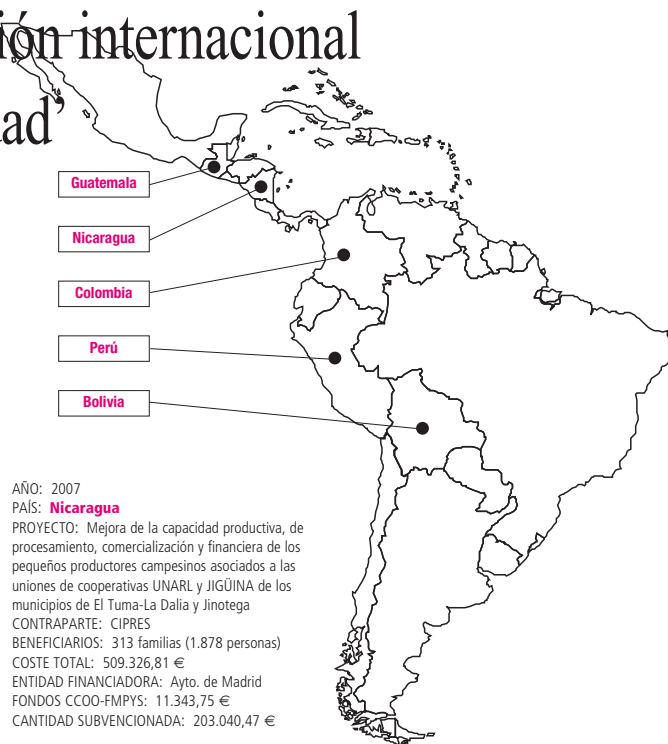 ión internacional
dad’
Guatemala
Nicaragua
Colombia
Perú
Bolivia
AÑO: 2007
PAÍS: Nicaragua
PROYECTO: Mejora de la capacidad productiva, de
procesamiento, comercialización y financiera de los
pequeños productores campesinos asociados a las
uniones de cooperativas UNARL y JIGÜINA de los
municipios de El Tuma-La Dalia y Jinotega
CONTRAPARTE: CIPRES
BENEFICIARIOS: 313 familias (1.878 personas)
COSTE TOTAL: 509.326,81 €
ENTIDAD FINANCIADORA: Ayto. de Madrid
FONDOS CCOO-FMPYS: 11.343,75 €
CANTIDAD SUBVENCIONADA: 203.040,47 €